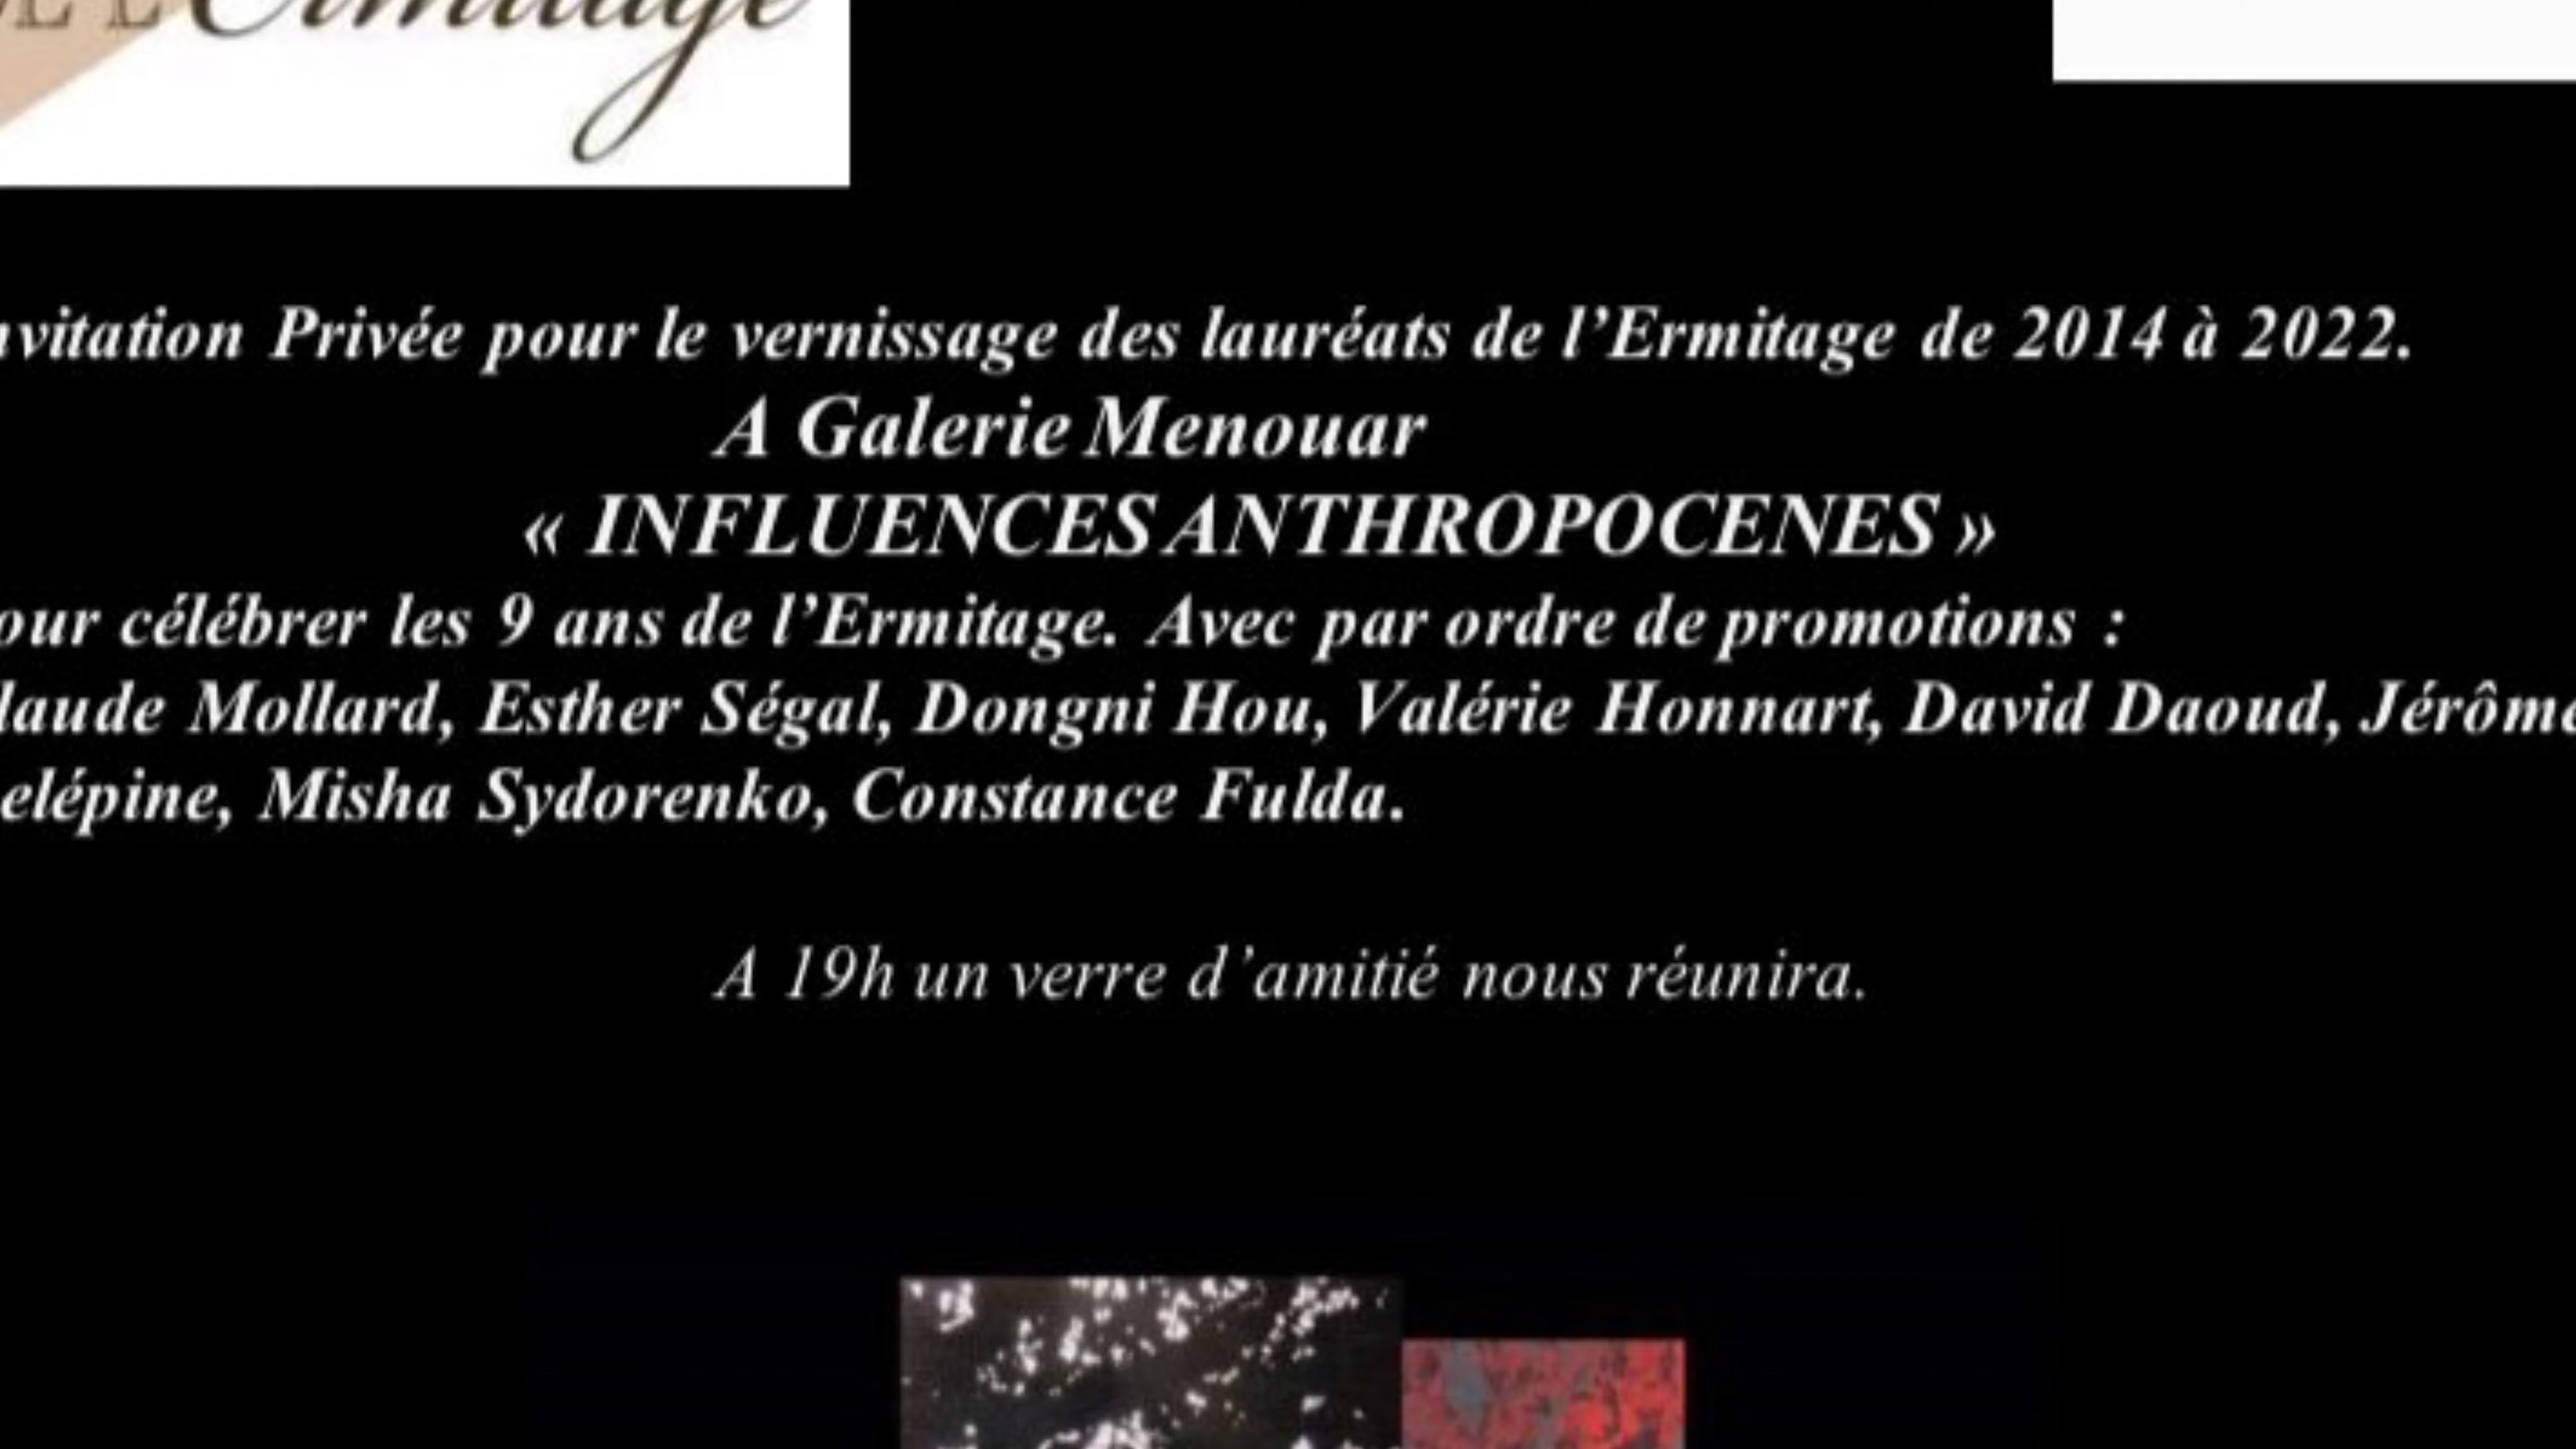 Ermitage
nvitation Privée pour le vernissage des lauréats de l’Ermitage de 2014 à 2022.
A Galerie Menouar
« INFLUENCES ANTHROPOCENES »
our célébrer les 9 ans de l’Ermitage. Avec par ordre de promotions :
laude Mollard, Esther Ségal, Dongni Hou, Valérie Honnart, David Daoud, Jérôme
elépine, Misha Sydorenko, Constance Fulda.
A 19h un verre d’amitié nous réunira.